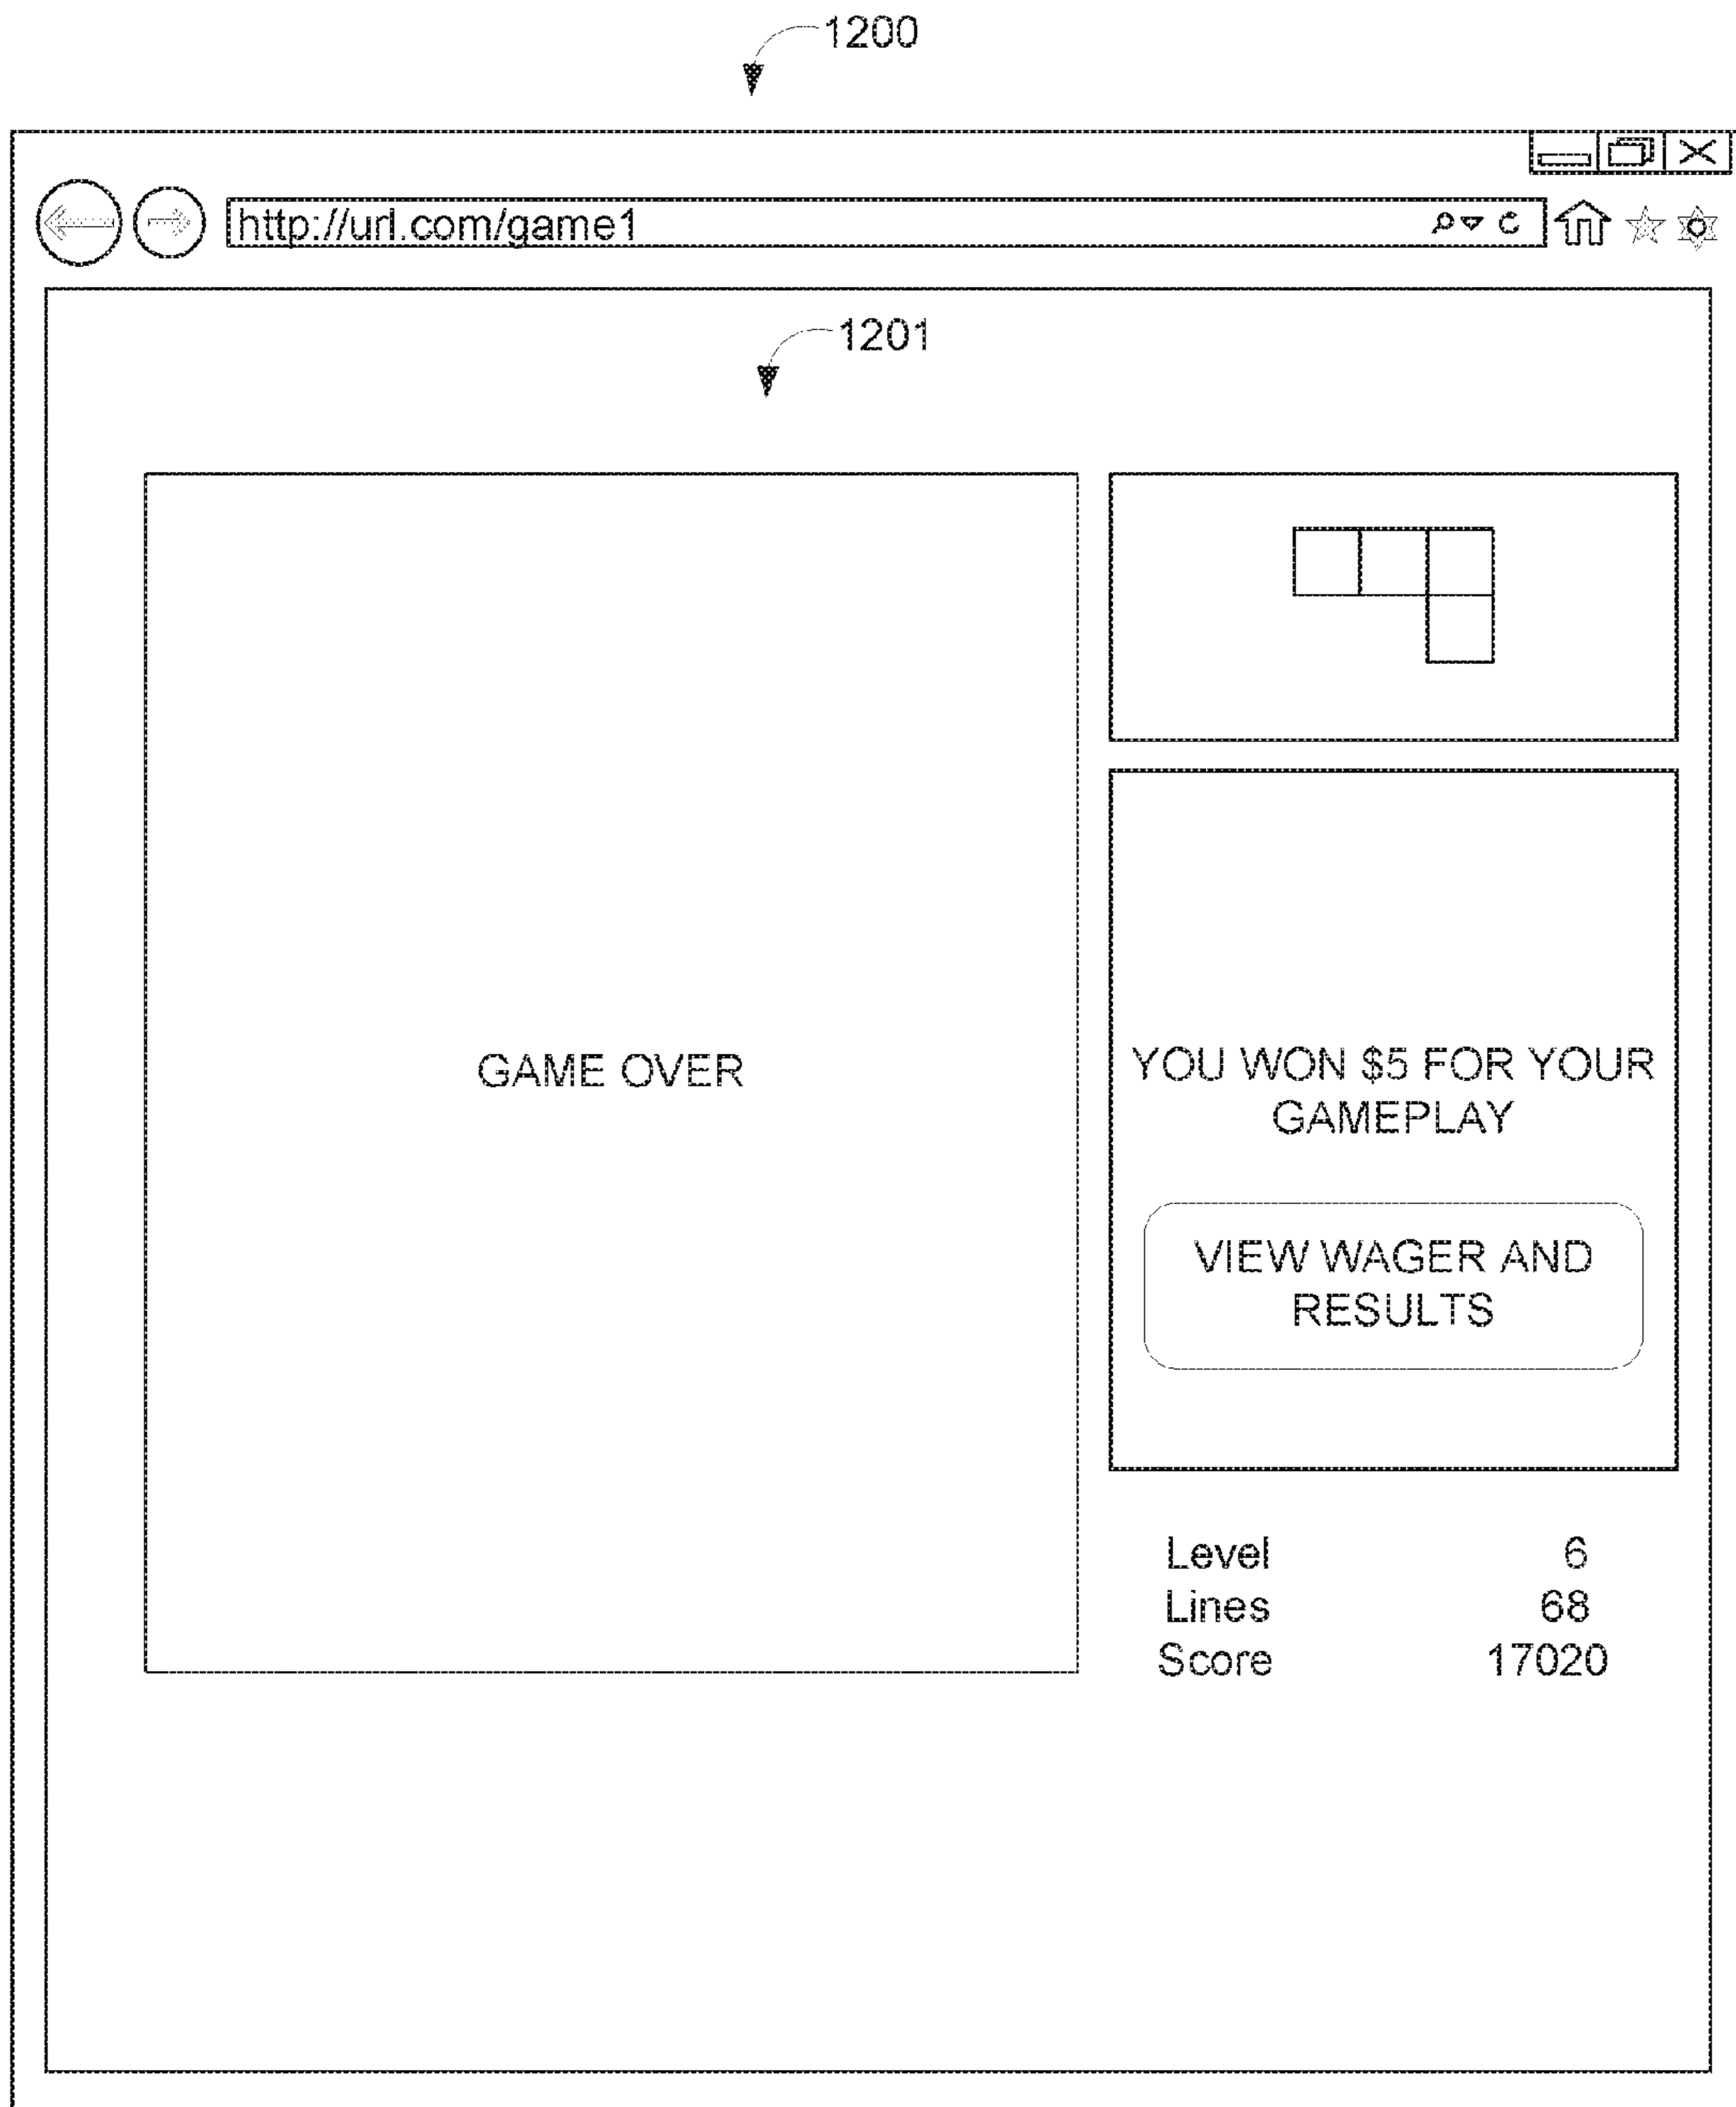 1200
http://url.com/game1
1201
GAME OVER
YOU WON $5 FOR YOUR
GAMEPLAY
VIEW WAGER AND
RESULTS
Level 6
Lines 68
Score 17020